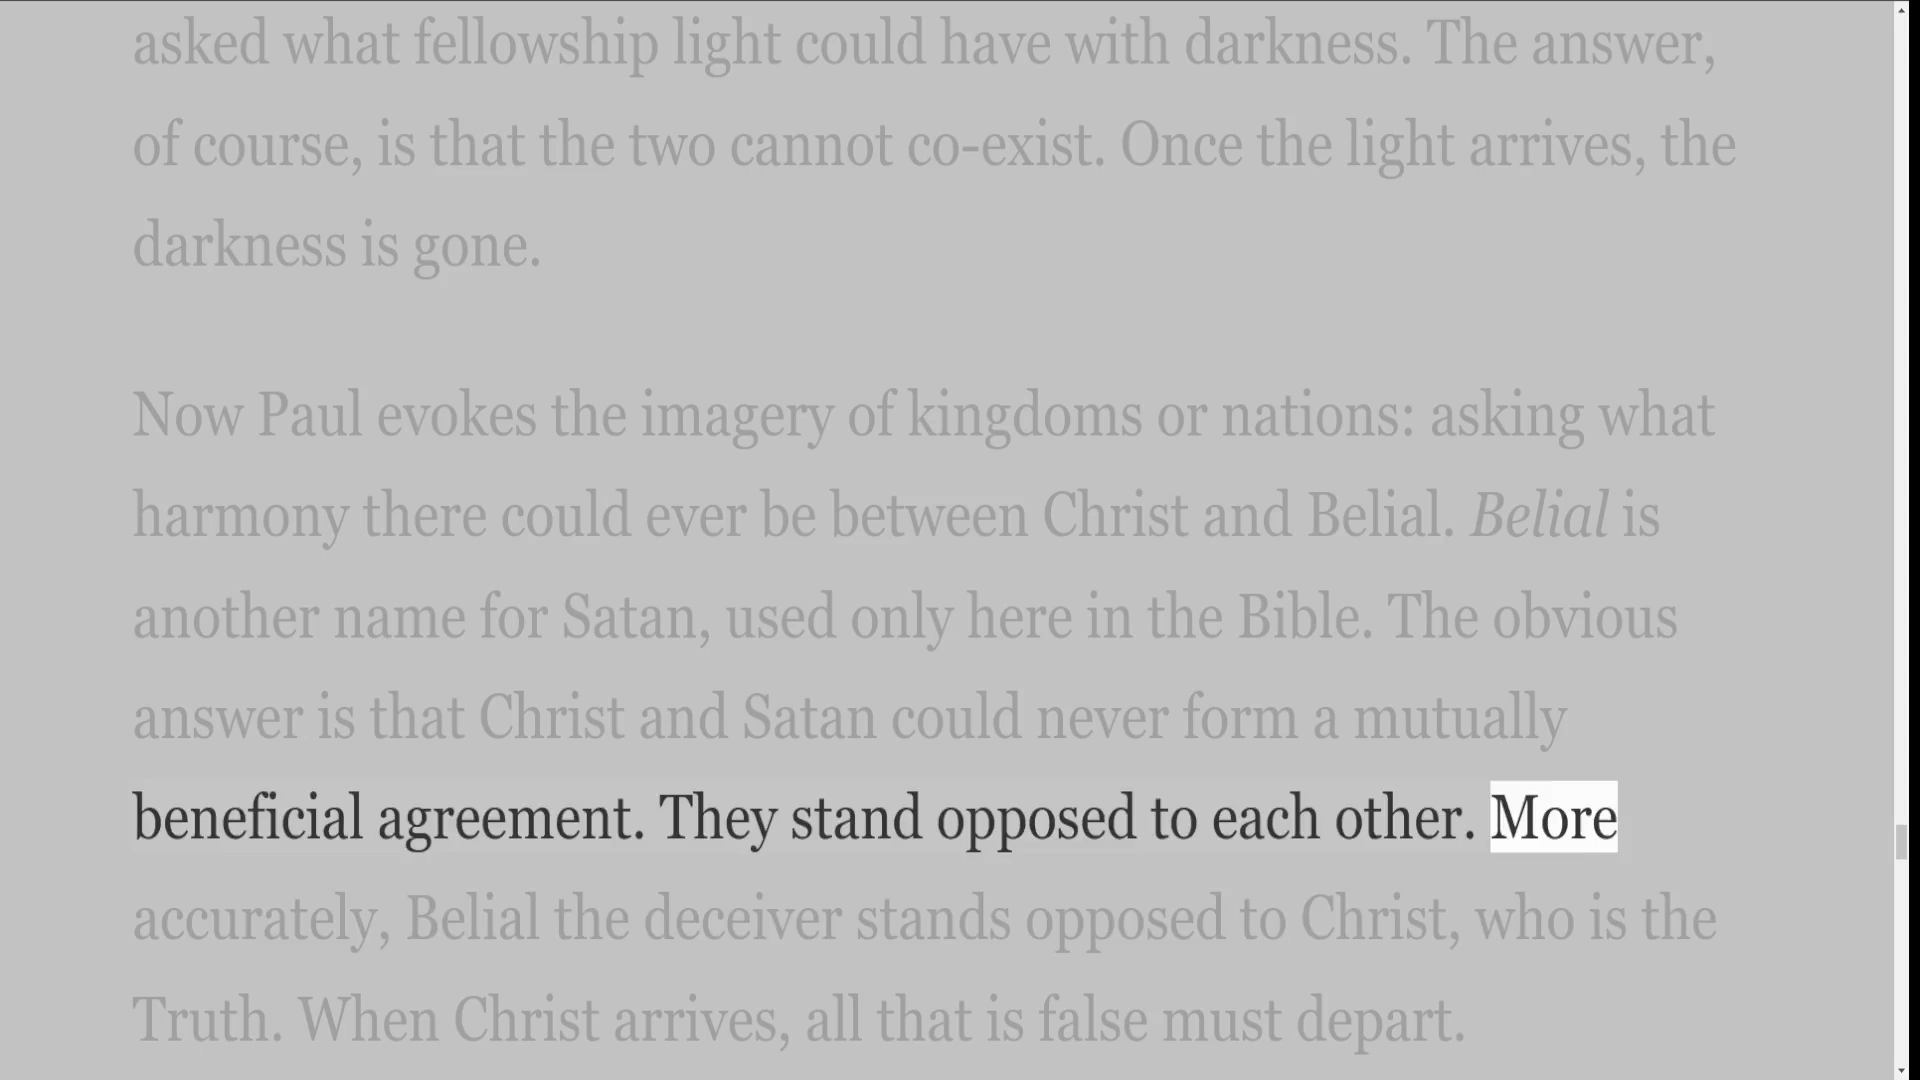 asked what fellowship light could have with darkness. The answer,
of course, is that the two cannot co-exist. Once the light arrives, the
darkness is gone.
Now Paul evokes the imagery of kingdoms or nations: asking what
harmony there could ever be between Christ and Belial. Belial is
another name for Satan, used only here in the Bible. The obvious
answer is that Christ and Satan could never form a mutually
beneficial agreement. They stand opposed to each other. More
accurately, Belial the deceiver stands opposed to Christ, who is the
Truth. When Christ arrives, all that is false must depart.